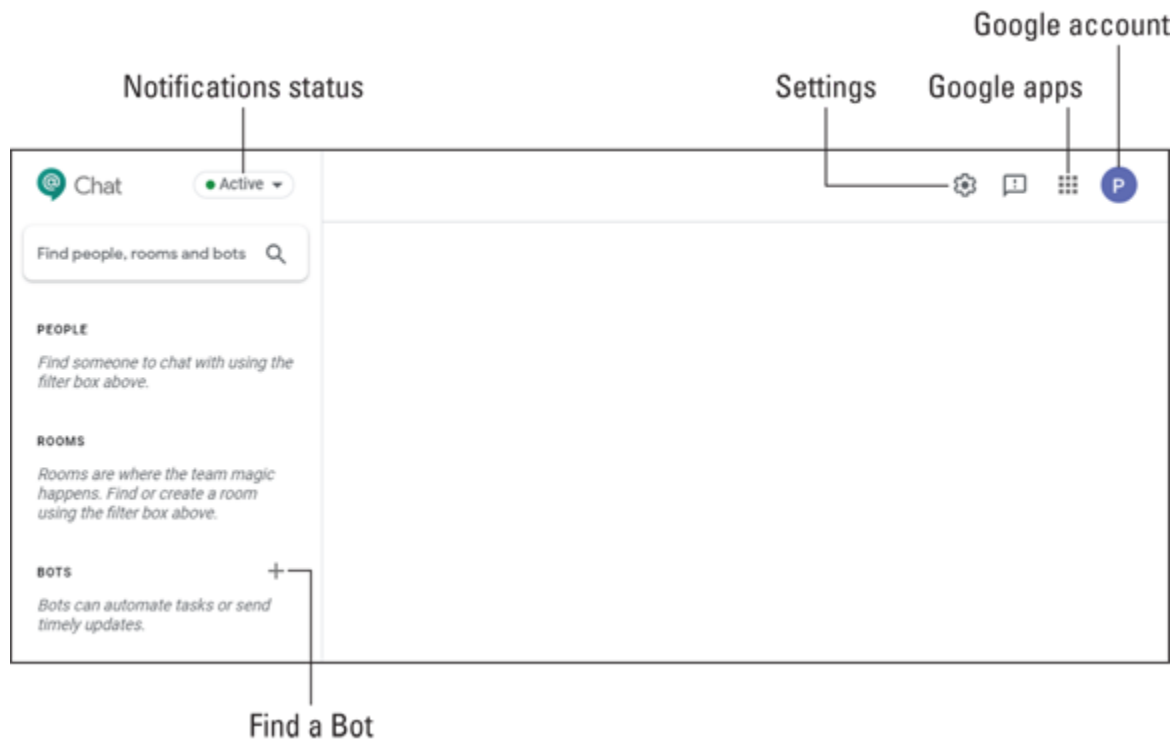 Google account
Notifications status
Settings
Google apps
Chat
Active
P
Find people, rooms and bots
PEOPLE
Find someone to chat with using the
filter box above.
ROOMS
Rooms are where the team magic
happens. Find or create a room
using the filter box above.
BOTS
Bots can automate tasks or send
timely updates.
Find a Bot